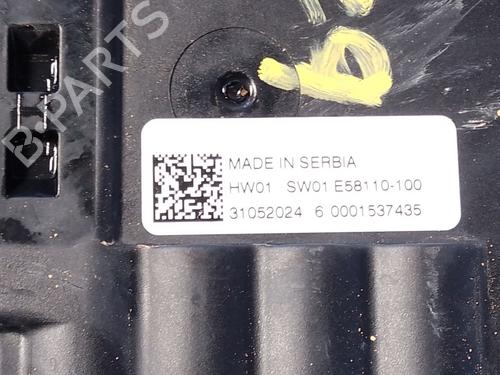 B-PARTS
MADE IN SERBIA
HW01 SW01 E58110-100
31052024 6 0001537435